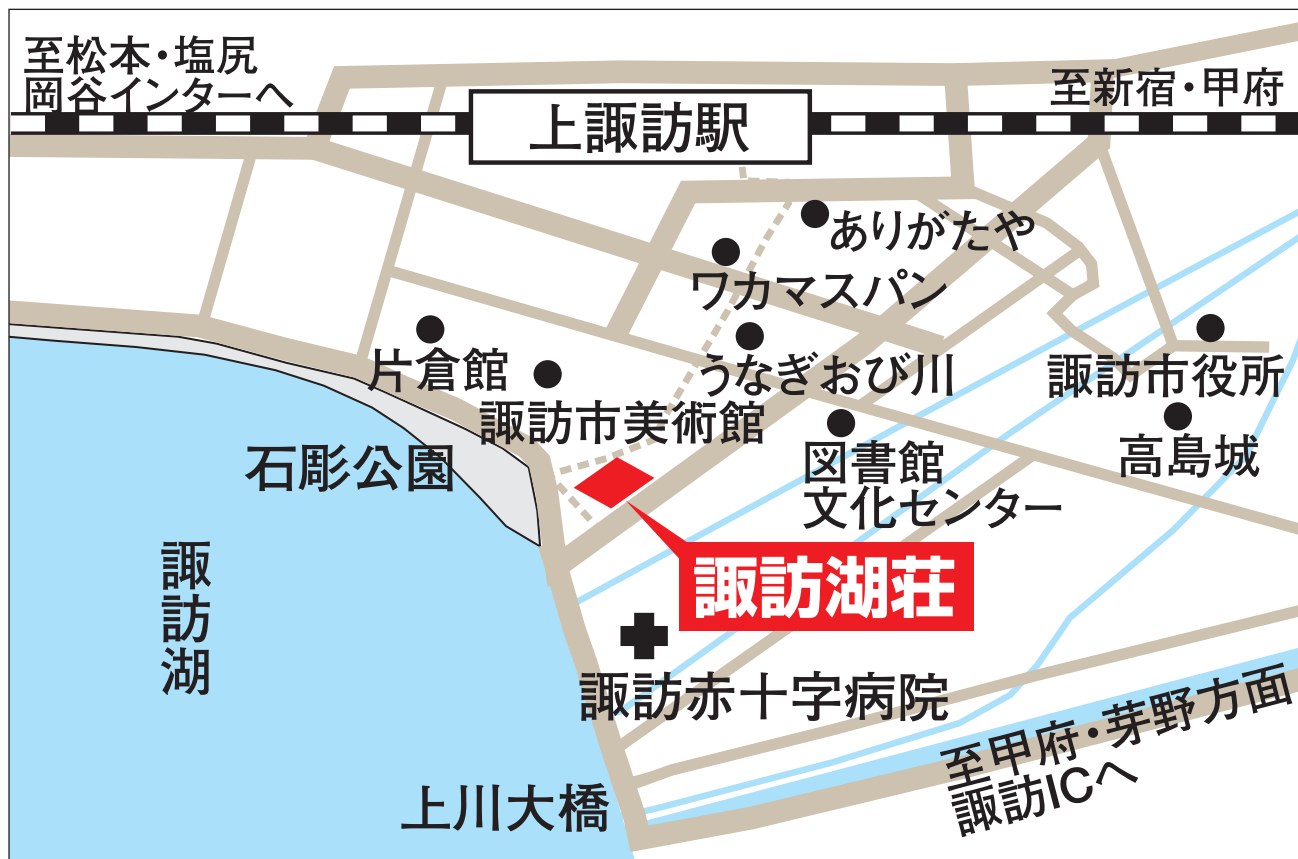 至松本・塩尻
岡谷インターへ
上諏訪駅
至新宿・甲府
ありがたや
ワカマスパン
うなぎおび川
片倉館
諏訪市美術館
諏訪市役所
高島城
図書館
文化センター
石彫公園
諏訪湖
諏訪湖荘
諏訪赤十字病院
上川大橋
至甲府・芽野方面
諏訪ICへ